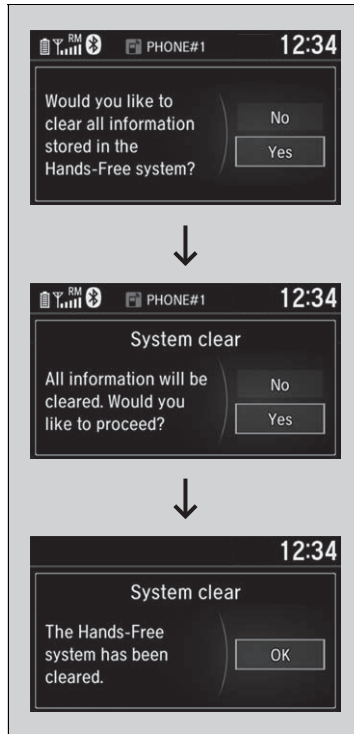 RM PHONE#1 12:34
Would you like to
clear all information
stored in the
Hands-Free system?
No
Yes
RM PHONE#1 12:34
System clear
All information will be
cleared. Would you
like to proceed?
No
Yes
12:34
System clear
The Hands-Free
system has been
cleared.
OK